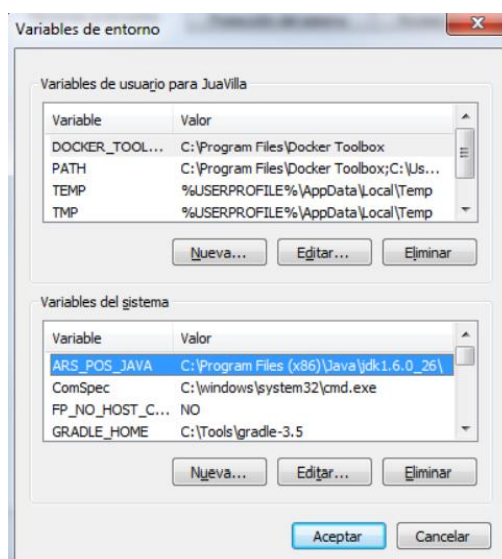 Variables de entorno
Variables de usuario para JuaVilla
Variable Valor
DOCKER_TOOL... C:\Program Files\Docker Toolbox
PATH C:\Program Files\Docker Toolbox;C:\Us...
TEMP %USERPROFILE%\AppData\Local\Temp
TMP %USERPROFILE%\AppData\Local\Temp
Nueva... Editar... Eliminar
Variables del sistema
Variable Valor
ARS_POS_JAVA C:\Program Files (x86)\Java\jdk1.6.0_26\
ComSpec C:\windows\system32\cmd.exe
FP_NO_HOST_C... NO
GRADLE_HOME C:\Tools\gradle-3.5
Nueva... Editar... Eliminar
Aceptar Cancelar